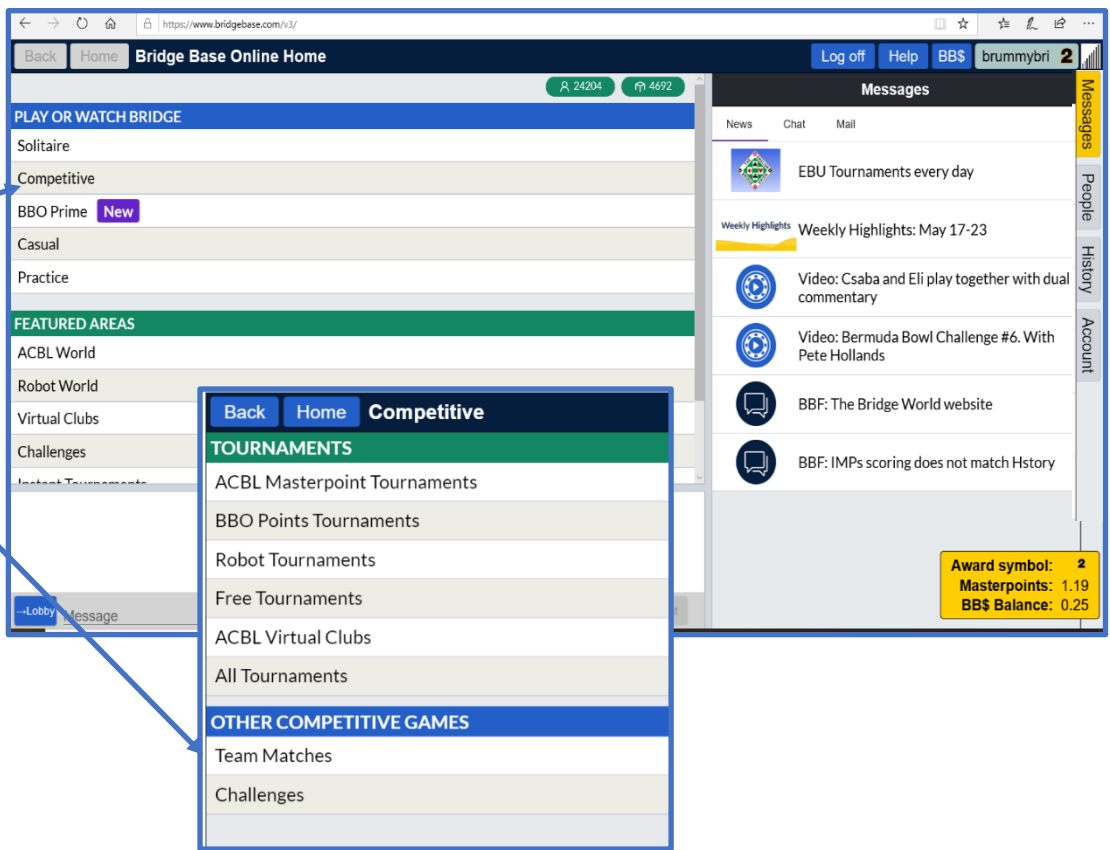 https://www.bridgebase.com/v3/
Back Home Bridge Base Online Home Log off Help BB$ brummybri 2
24204 4692
PLAY OR WATCH BRIDGE
Solitaire
Competitive
BBO Prime New
Casual
Practice
FEATURED AREAS
ACBL World
Robot World
Virtual Clubs
Challenges
Instant Tournaments
→Lobby Message
Messages
News Chat Mail
EBU Tournaments every day
Weekly Highlights Weekly Highlights: May 17-23
Video: Csaba and Eli play together with dual
commentary
Video: Bermuda Bowl Challenge #6. With
Pete Hollands
BBF: The Bridge World website
BBF: IMPs scoring does not match Hstory
Messages
People
History
Account
Award symbol: 2
Masterpoints: 1.19
BB$ Balance: 0.25
Back Home Competitive
TOURNAMENTS
ACBL Masterpoint Tournaments
BBO Points Tournaments
Robot Tournaments
Free Tournaments
ACBL Virtual Clubs
All Tournaments
OTHER COMPETITIVE GAMES
Team Matches
Challenges